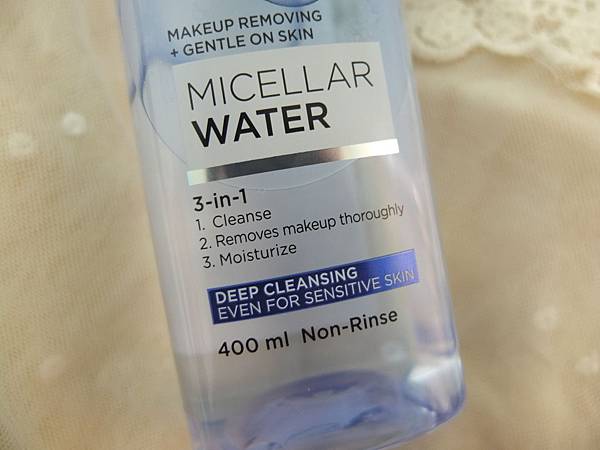 MAKEUP REMOVING
+ GENTLE ON SKIN
MICELLAR
WATER
3-in-1
1. Cleanse
2. Removes makeup thoroughly
3. Moisturize
DEEP CLEANSING
EVEN FOR SENSITIVE SKIN
400 ml Non-Rinse